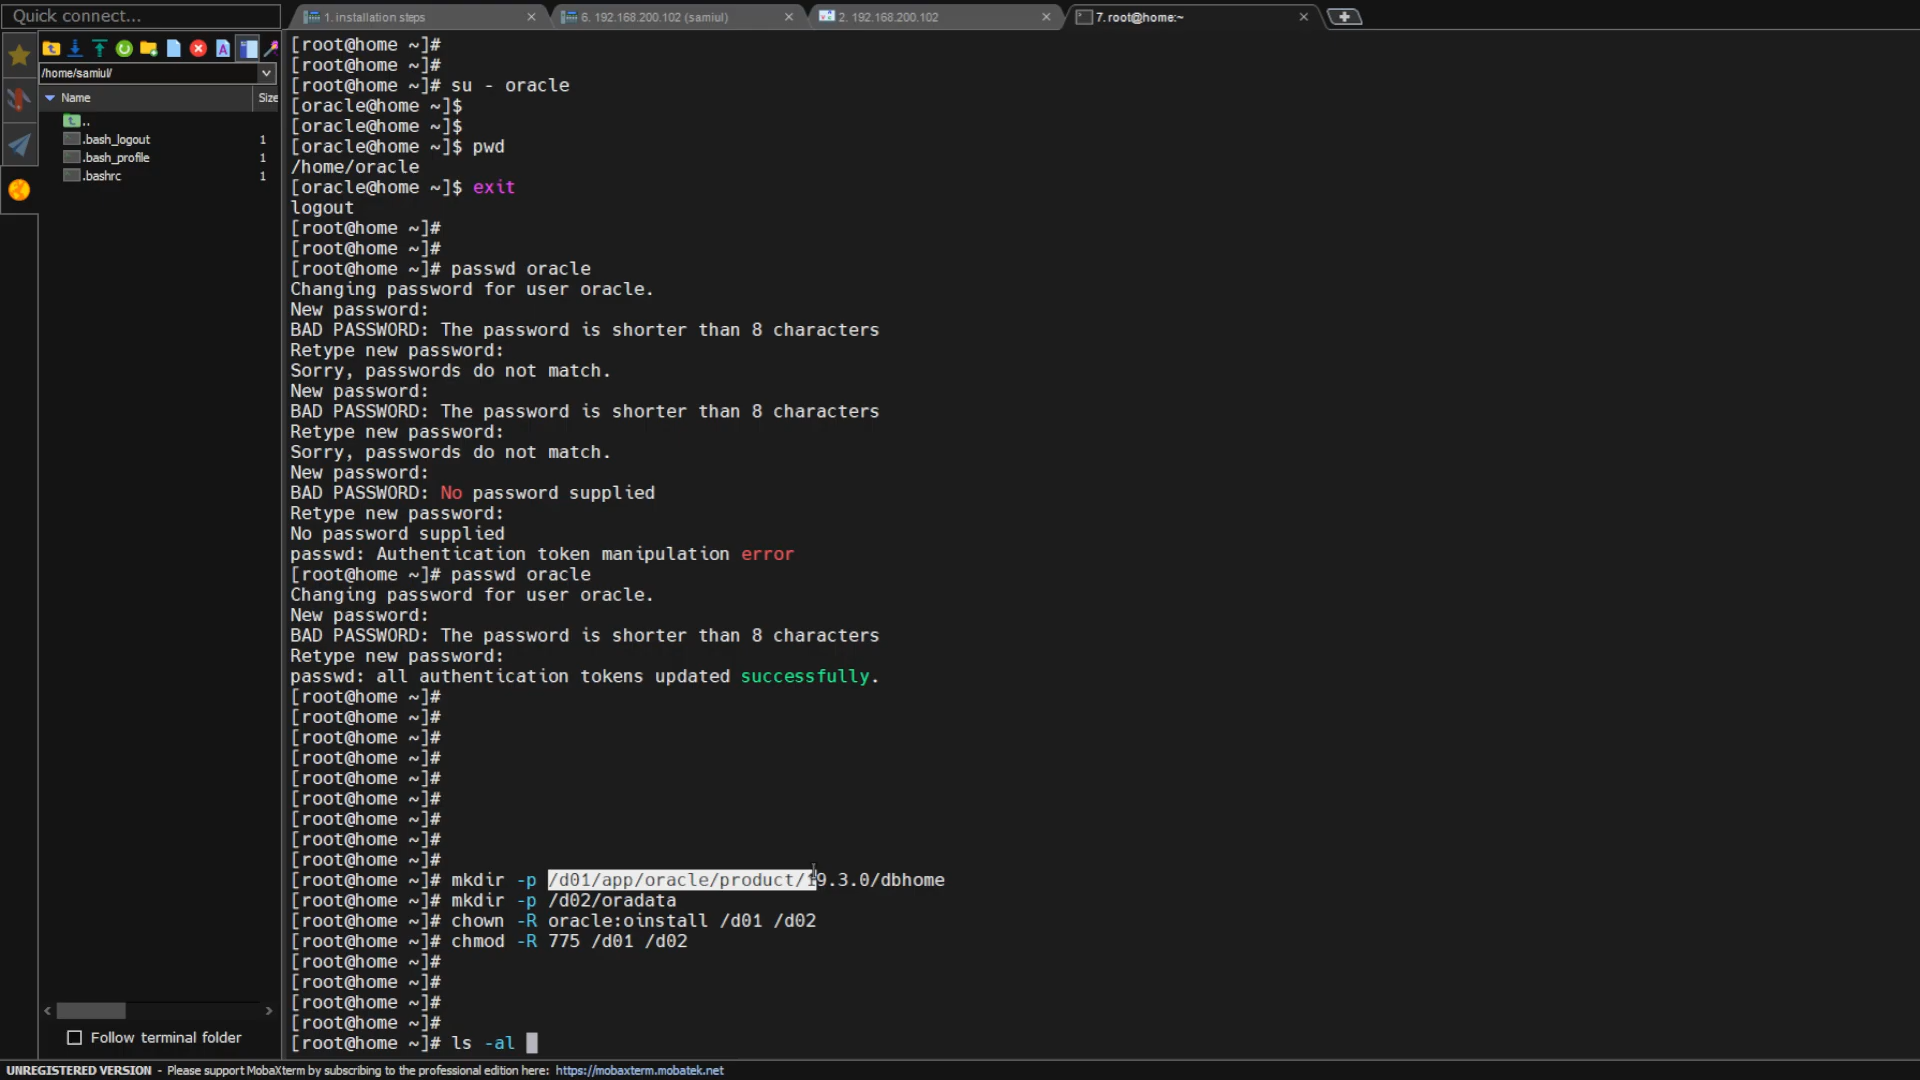 Quick connect...
1. installation steps
6. 192.168.200.102 (samiul)
2. 192.168.200.102
7. root@home:~
/home/samiul/
Name
Size
..
.bash_logout 1
.bash_profile 1
.bashrc 1
Follow terminal folder
[root@home ~]#
[root@home ~]#
[root@home ~]# su - oracle
[oracle@home ~]$
[oracle@home ~]$
[oracle@home ~]$ pwd
/home/oracle
[oracle@home ~]$ exit
logout
[root@home ~]#
[root@home ~]#
[root@home ~]# passwd oracle
Changing password for user oracle.
New password:
BAD PASSWORD: The password is shorter than 8 characters
Retype new password:
Sorry, passwords do not match.
New password:
BAD PASSWORD: The password is shorter than 8 characters
Retype new password:
Sorry, passwords do not match.
New password:
BAD PASSWORD: No password supplied
Retype new password:
No password supplied
passwd: Authentication token manipulation error
[root@home ~]# passwd oracle
Changing password for user oracle.
New password:
BAD PASSWORD: The password is shorter than 8 characters
Retype new password:
passwd: all authentication tokens updated successfully.
[root@home ~]#
[root@home ~]#
[root@home ~]#
[root@home ~]#
[root@home ~]#
[root@home ~]#
[root@home ~]#
[root@home ~]#
[root@home ~]#
[root@home ~]# mkdir -p /d01/app/oracle/product/19.3.0/dbhome
[root@home ~]# mkdir -p /d02/oradata
[root@home ~]# chown -R oracle:oinstall /d01 /d02
[root@home ~]# chmod -R 775 /d01 /d02
[root@home ~]#
[root@home ~]#
[root@home ~]#
[root@home ~]#
[root@home ~]# ls -al
UNREGISTERED VERSION - Please support MobaXterm by subscribing to the professional edition here: https://mobaxterm.mobatek.net